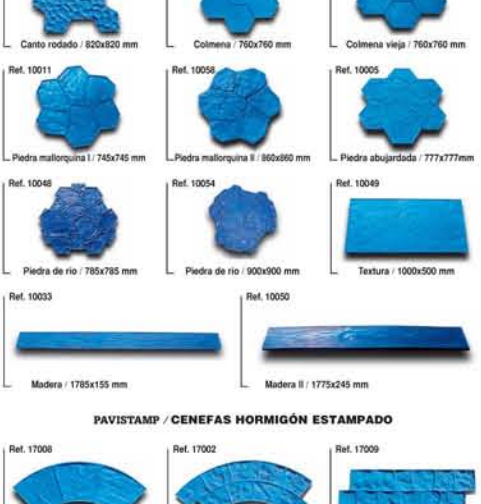 Canto rodado / 820x820 mm
Colmena / 760x760 mm
Colmena vieja / 760x760 mm
Ref. 10011
Ref. 10058
Ref. 10005
Piedra mallorquina I / 745x745 mm
Piedra mallorquina II / 860x860 mm
Piedra abujardada / 777x777mm
Ref. 10048
Ref. 10054
Ref. 10049
Piedra de rio / 785x785 mm
Piedra de rio / 900x900 mm
Textura / 1000x500 mm
Ref. 10033
Ref. 10050
Madera / 1785x155 mm
Madera II / 1775x245 mm
PAVISTAMP / CENEFAS HORMIGÓN ESTAMPADO
Ref. 17008
Ref. 17002
Ref. 17009